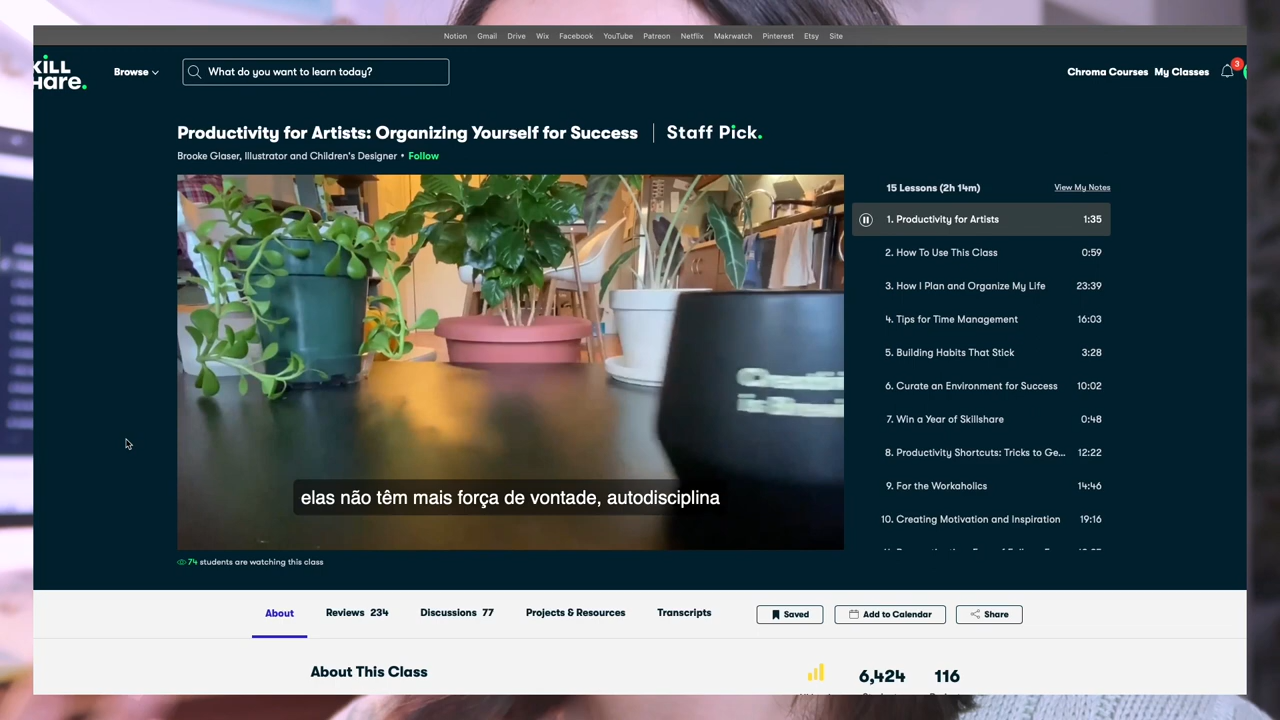 Notion Gmail Drive Wix Facebook YouTube Patreon Netflix Makrwatch Pinterest Etsy Site
KILL
HARE.
Browse
What do you want to learn today?
Chroma Courses My Classes 3
Productivity for Artists: Organizing Yourself for Success | Staff Pick.
Brooke Glaser, Illustrator and Children's Designer • Follow
15 Lessons (2h 14m) View My Notes
1. Productivity for Artists 1:35
2. How To Use This Class 0:59
3. How I Plan and Organize My Life 23:39
4. Tips for Time Management 16:03
5. Building Habits That Stick 3:28
6. Curate an Environment for Success 10:02
7. Win a Year of Skillshare 0:48
8. Productivity Shortcuts: Tricks to Ge... 12:22
9. For the Workaholics 14:46
10. Creating Motivation and Inspiration 19:16
elas não têm mais força de vontade, autodisciplina
74 students are watching this class
About Reviews 234 Discussions 77 Projects & Resources Transcripts Saved Add to Calendar Share
About This Class
6,424 116